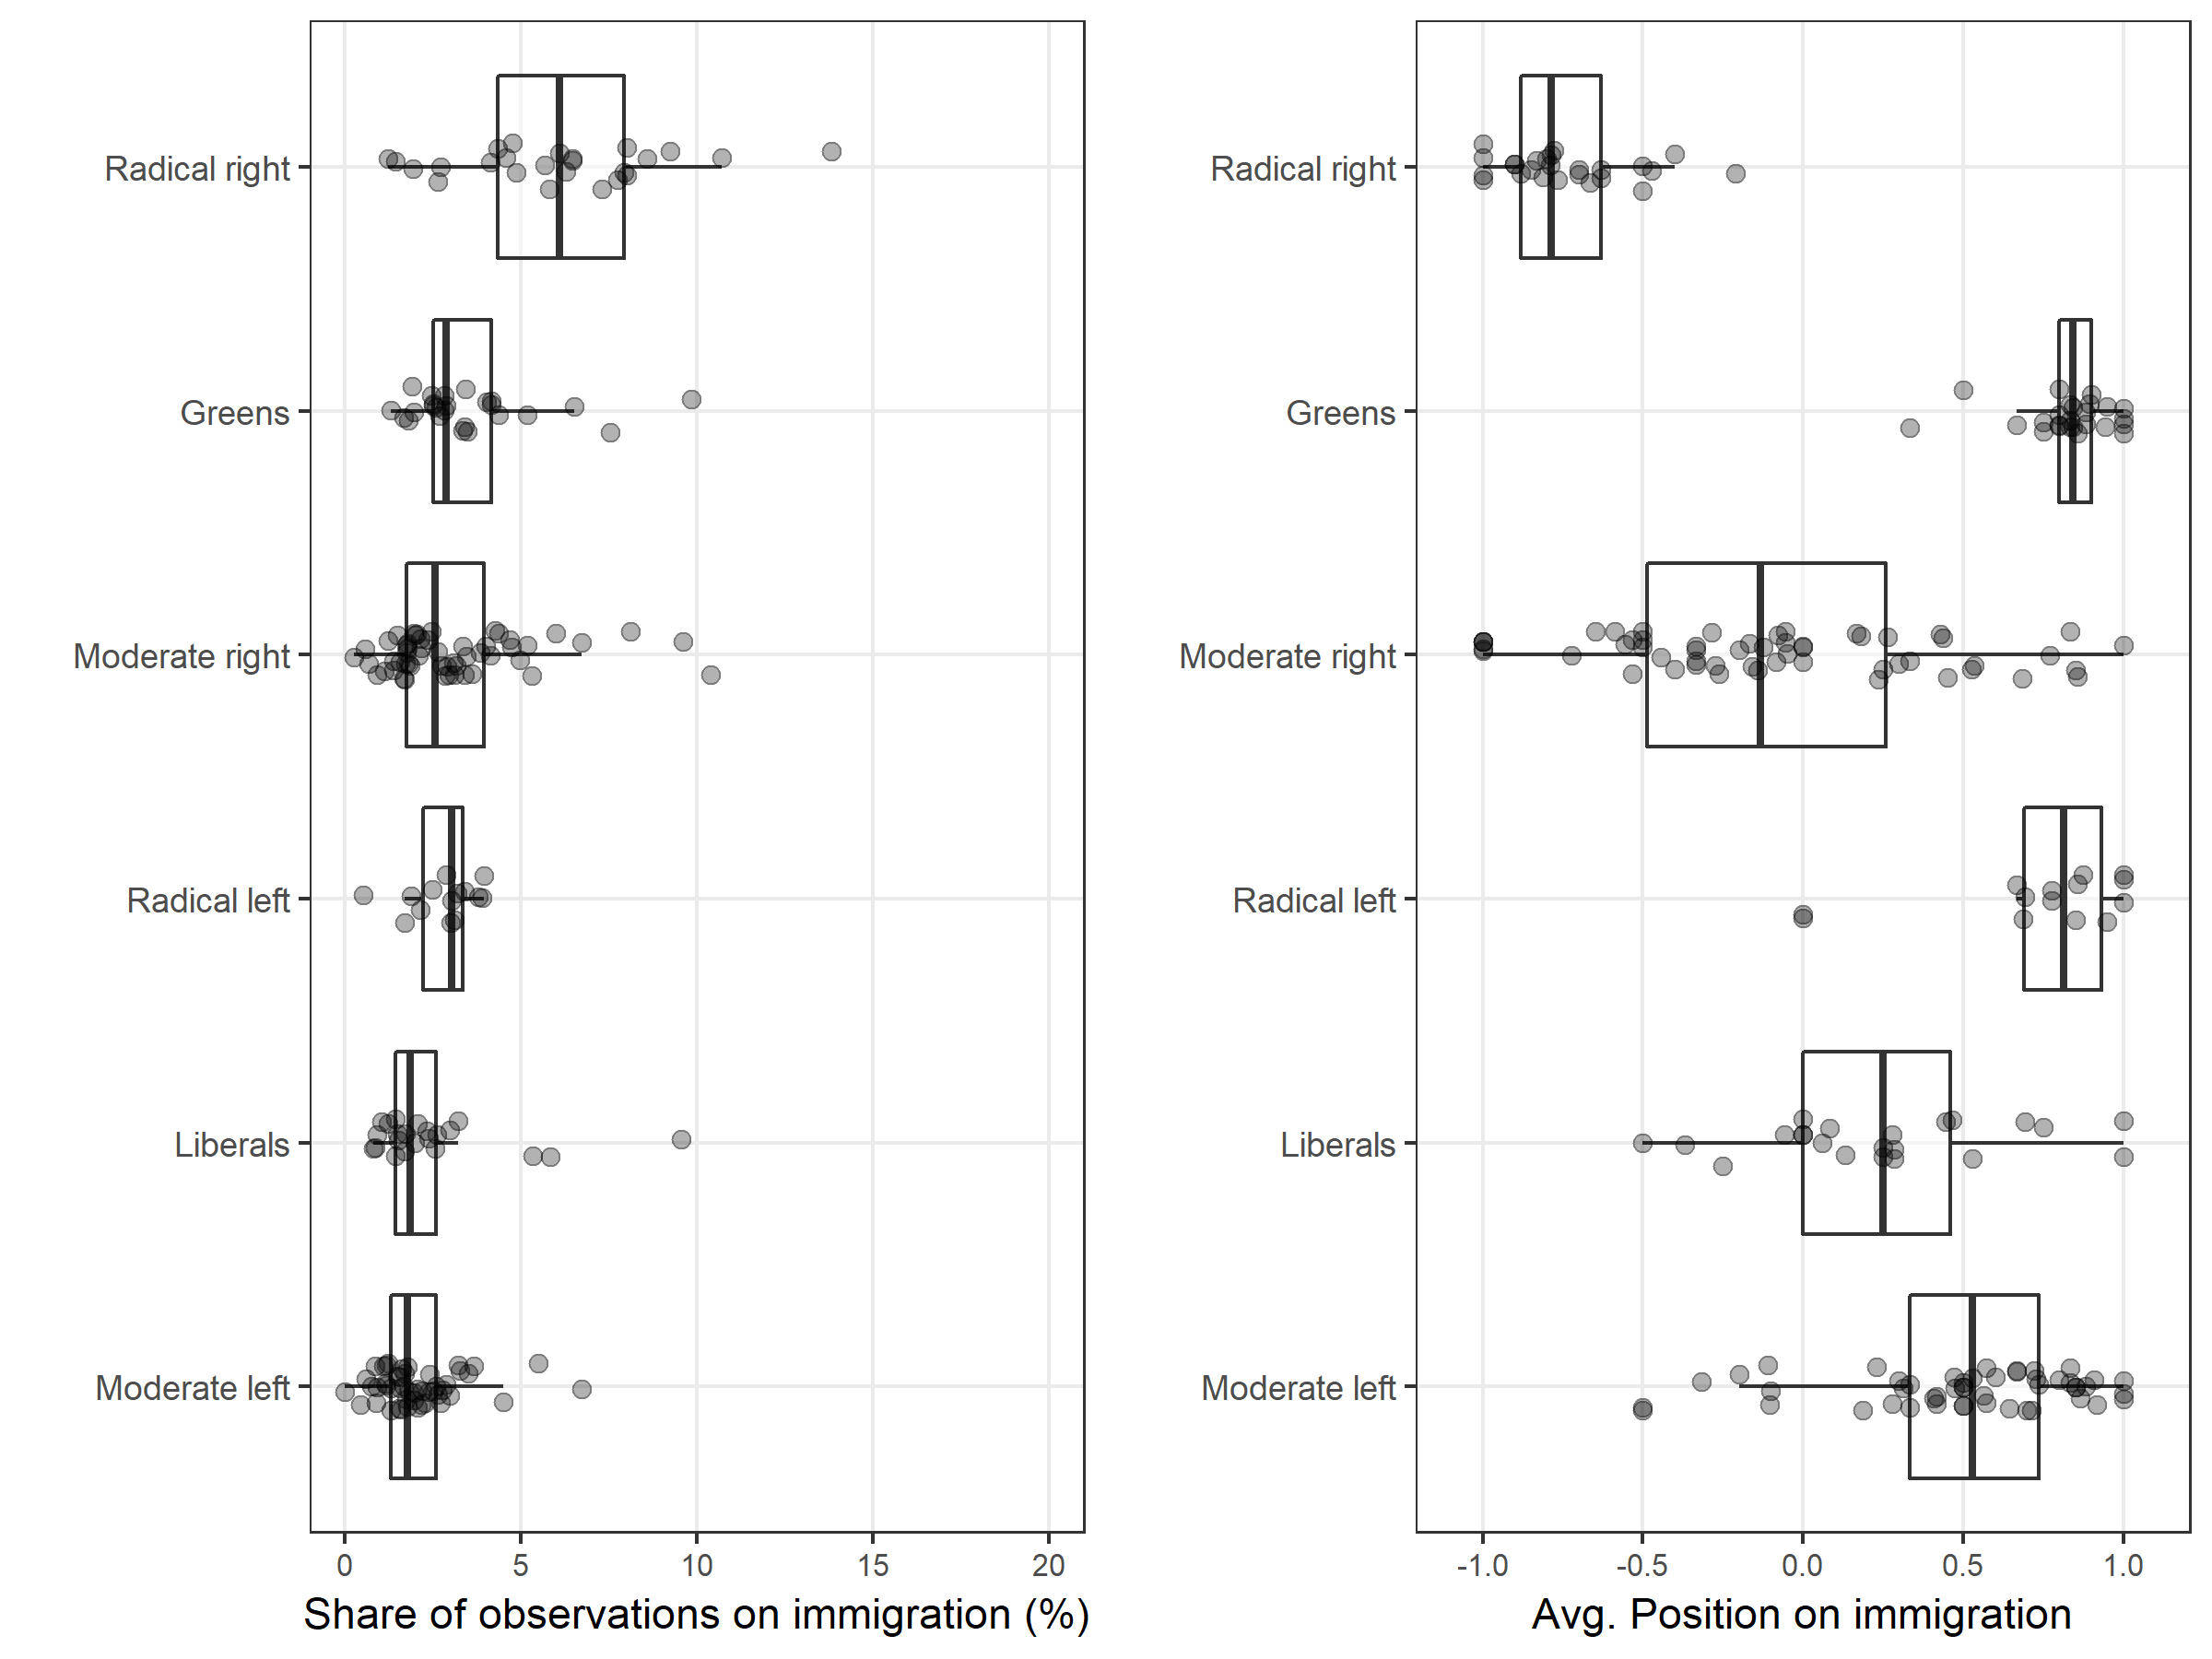 Radical right
Greens
Moderate right
Radical left
Liberals
Moderate left
0 5 10 15 20
Share of observations on immigration (%)
Radical right
Greens
Moderate right
Radical left
Liberals
Moderate left
-1.0 -0.5 0.0 0.5 1.0
Avg. Position on immigration